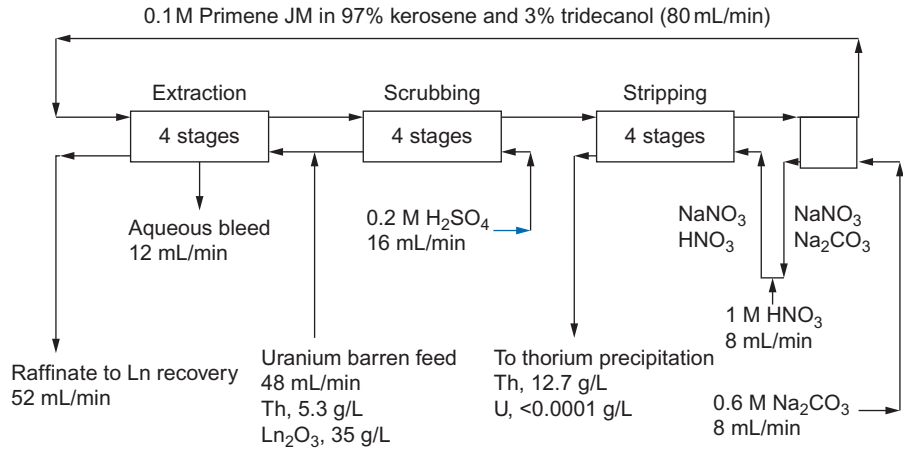 0.1 M Primene JM in 97% kerosene and 3% tridecanol (80 mL/min)
Extraction
Scrubbing
Stripping
4 stages
4 stages
4 stages
Aqueous bleed
12 mL/min
0.2 M H₂SO₄
16 mL/min
NaNO₃
HNO₃
NaNO₃
Na₂CO₃
1 M HNO₃
8 mL/min
Raffinate to Ln recovery
52 mL/min
Uranium barren feed
48 mL/min
Th, 5.3 g/L
Ln₂O₃, 35 g/L
To thorium precipitation
Th, 12.7 g/L
U, <0.0001 g/L
0.6 M Na₂CO₃
8 mL/min